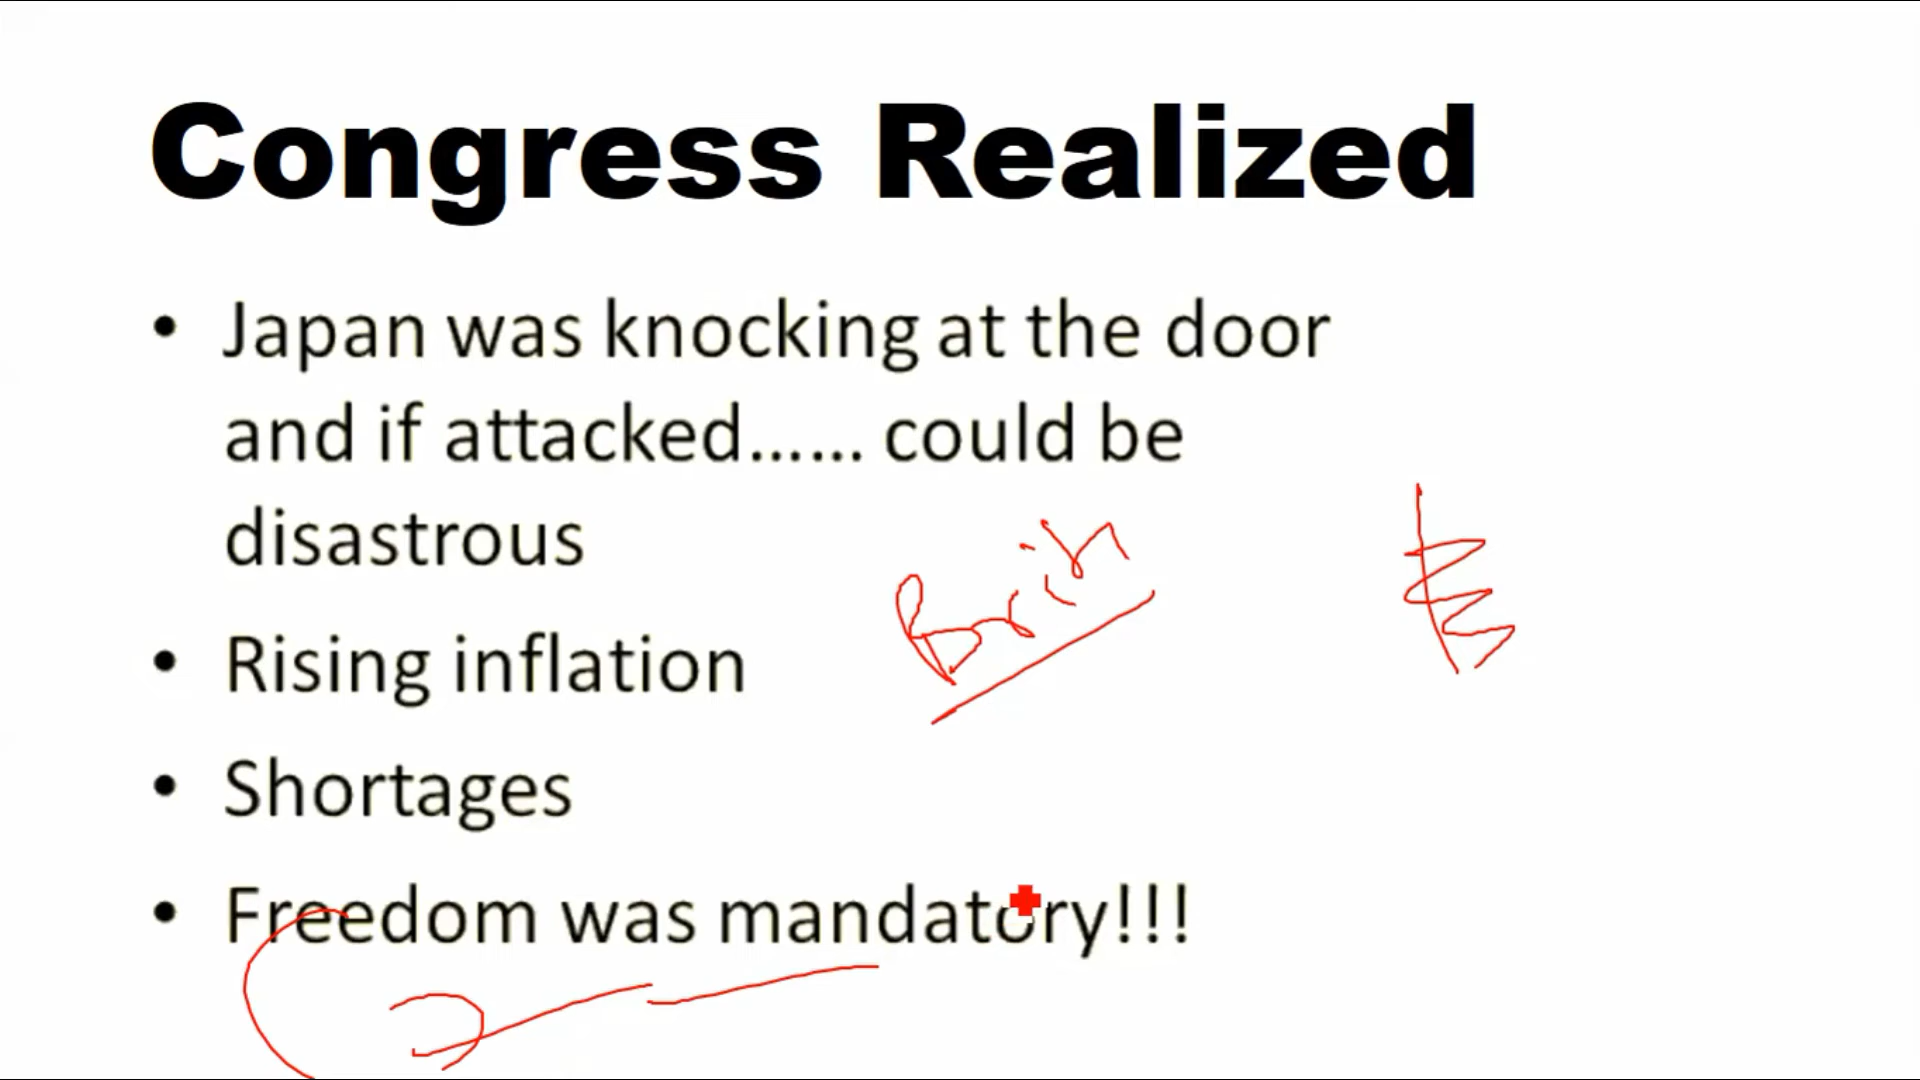 Congress Realized
• Japan was knocking at the door
and if attacked...... could be
disastrous
• Rising inflation
• Shortages
• Freedom was mandatory!!!